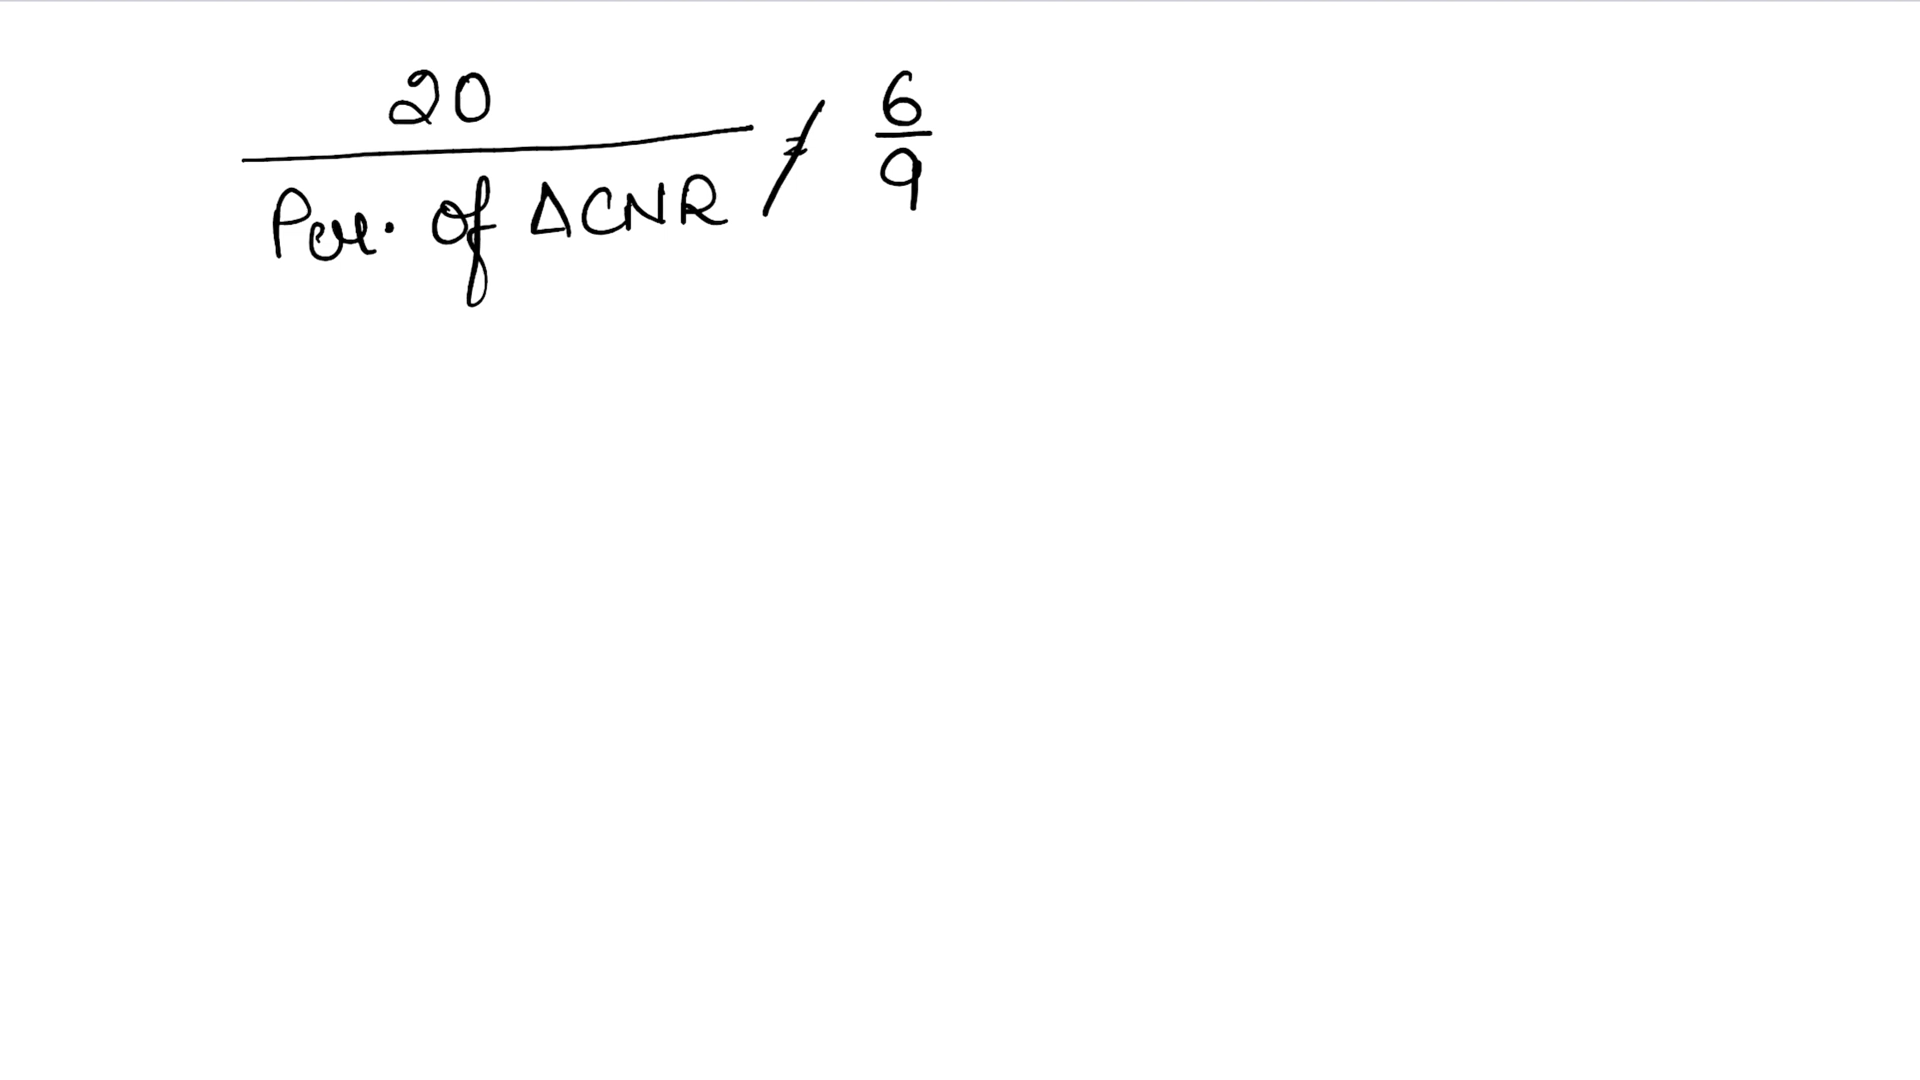 20 / Per. of ΔCNR ≠ 6/9